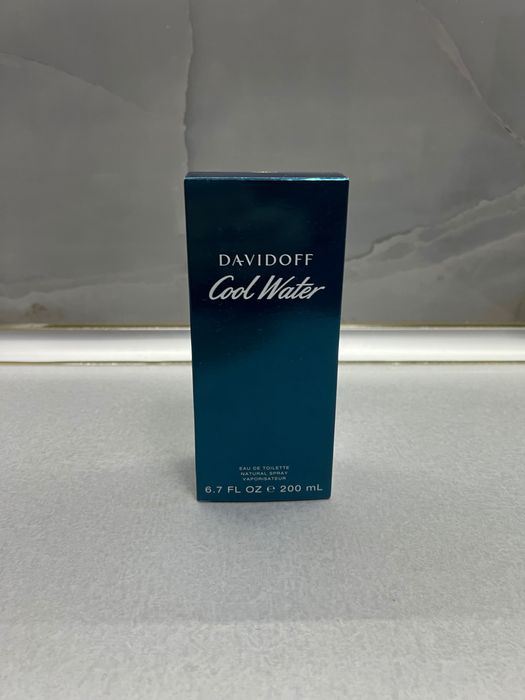 DAVIDOFF
Cool Water
EAU DE TOILETTE
NATURAL SPRAY
VAPORISATEUR
6.7 FL OZ ℮ 200 mL